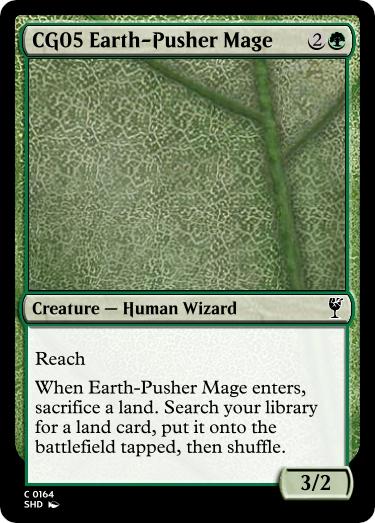 CG05 Earth-Pusher Mage 2
Creature — Human Wizard
Reach
When Earth-Pusher Mage enters,
sacrifice a land. Search your library
for a land card, put it onto the
battlefield tapped, then shuffle.
3/2
C 0164
SHD